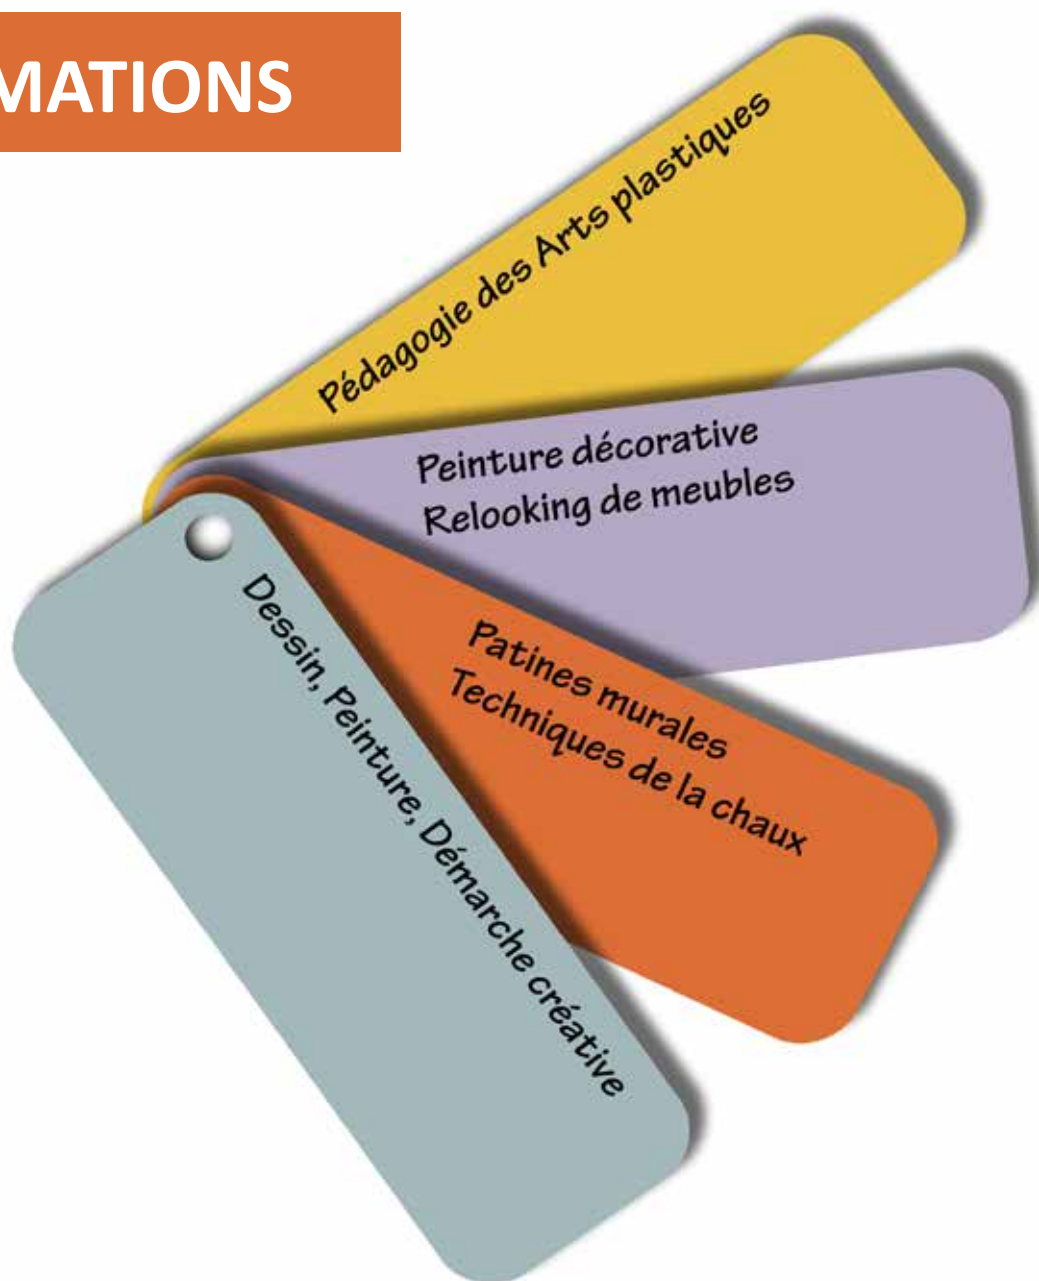 MATIONS
Pédagogie des Arts plastiques
Peinture décorative
Relooking de meubles
Patines murales
Techniques de la chaux
Dessin, Peinture, Démarche créative